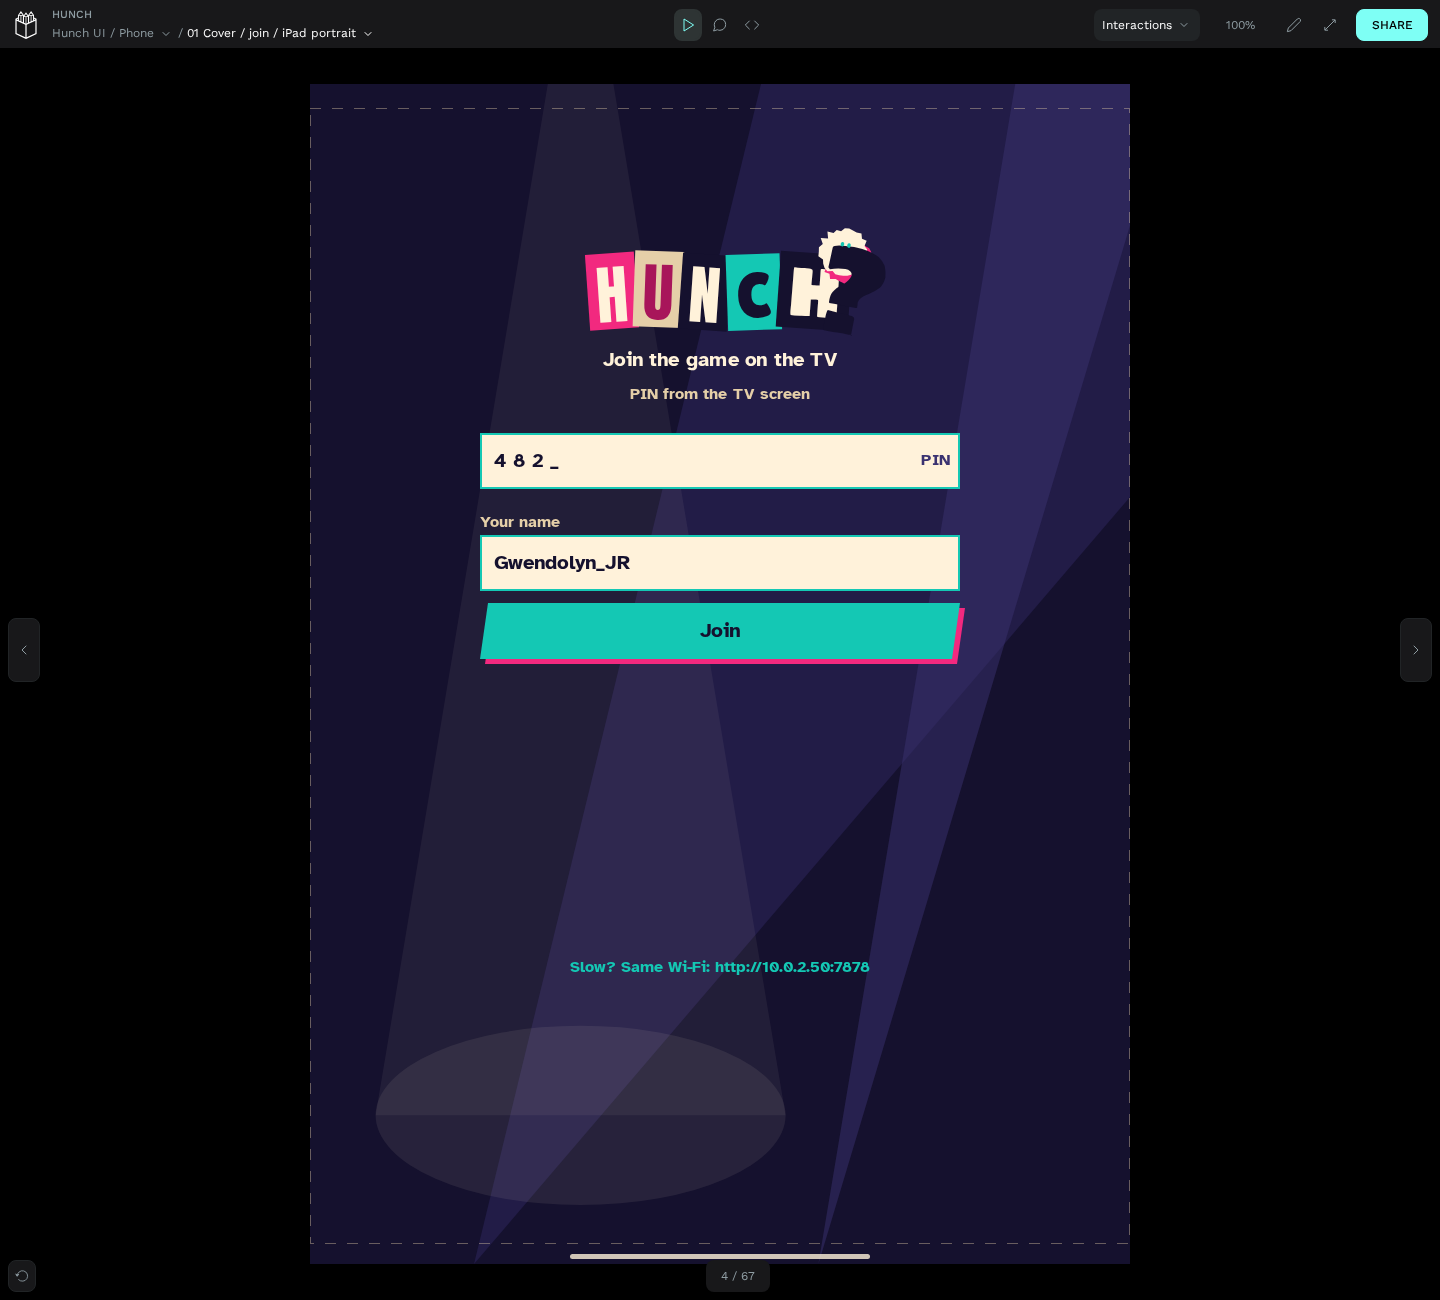 HUNCH
Hunch UI / Phone / 01 Cover / join / iPad portrait
Interactions
100%
SHARE
HUNCH?
Join the game on the TV
PIN from the TV screen
4 8 2 _
PIN
Your name
Gwendolyn_JR
Join
Slow? Same Wi-Fi: http://10.0.2.50:7878
4 / 67